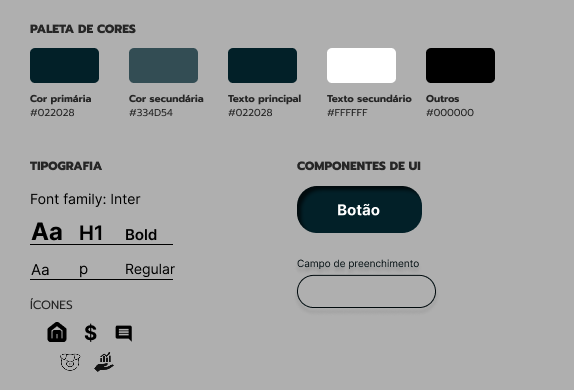 PALETA DE CORES
Cor primária
#022028
Cor secundária
#334D54
Texto principal
#022028
Texto secundário
#FFFFFF
Outros
#000000
TIPOGRAFIA
Font family: Inter
Aa H1 Bold
Aa p Regular
ÍCONES
$
COMPONENTES DE UI
Botão
Campo de preenchimento